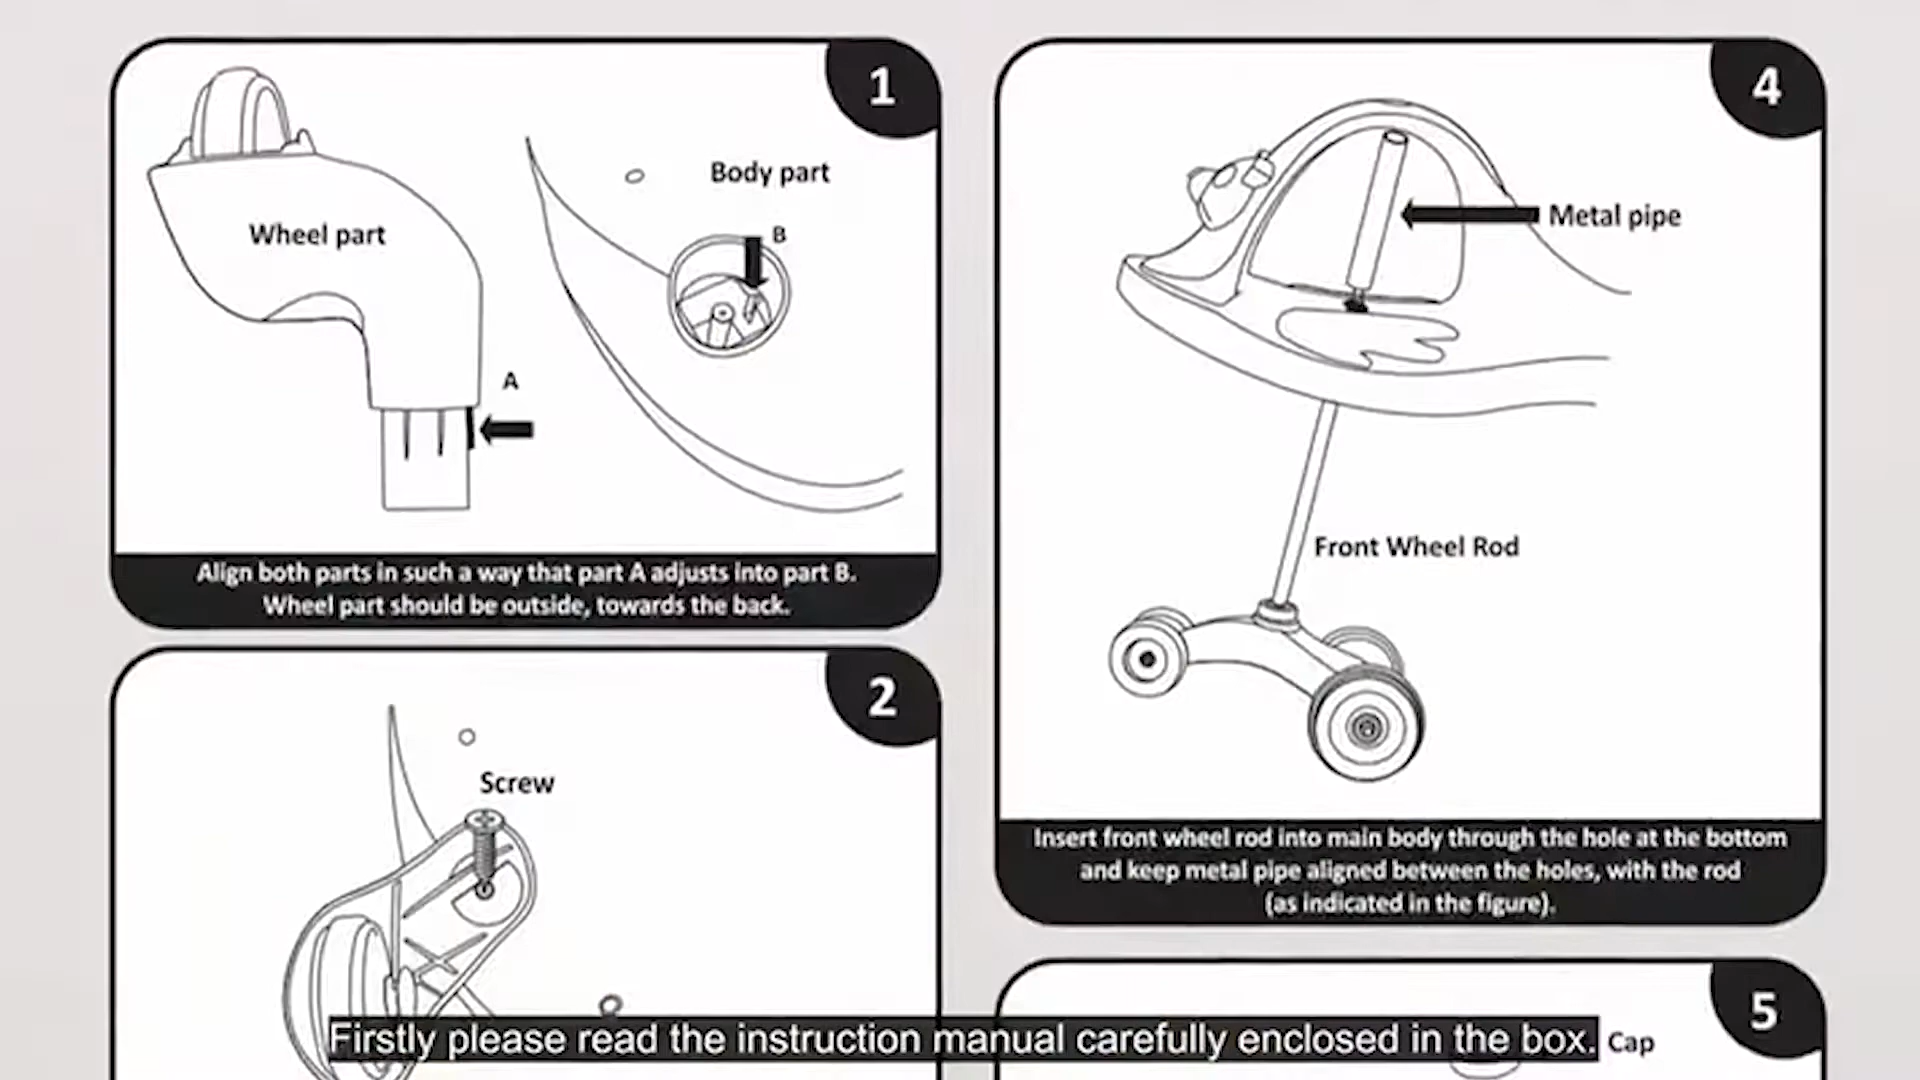 1
Body part
Wheel part
B
A
Align both parts in such a way that part A adjusts into part B.
Wheel part should be outside, towards the back.
2
Screw
4
Metal pipe
Front Wheel Rod
Insert front wheel rod into main body through the hole at the bottom
and keep metal pipe aligned between the holes, with the rod
(as indicated in the figure).
5
Cap
Firstly please read the instruction manual carefully enclosed in the box.